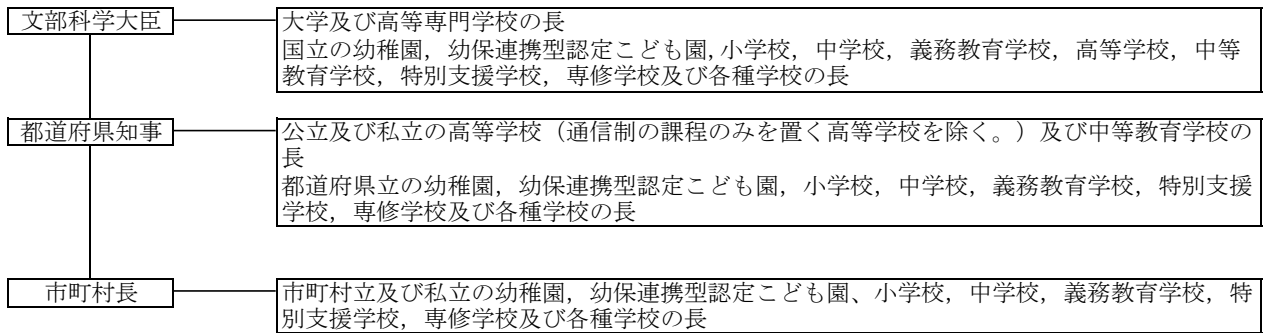 文部科学大臣
大学及び高等専門学校の長
国立の幼稚園，幼保連携型認定こども園,小学校，中学校，義務教育学校，高等学校，中等
教育学校，特別支援学校，専修学校及び各種学校の長
都道府県知事
公立及び私立の高等学校（通信制の課程のみを置く高等学校を除く。）及び中等教育学校の
長
都道府県立の幼稚園，幼保連携型認定こども園，小学校，中学校，義務教育学校，特別支援
学校，専修学校及び各種学校の長
市町村長
市町村立及び私立の幼稚園，幼保連携型認定こども園、小学校，中学校，義務教育学校，特
別支援学校，専修学校及び各種学校の長